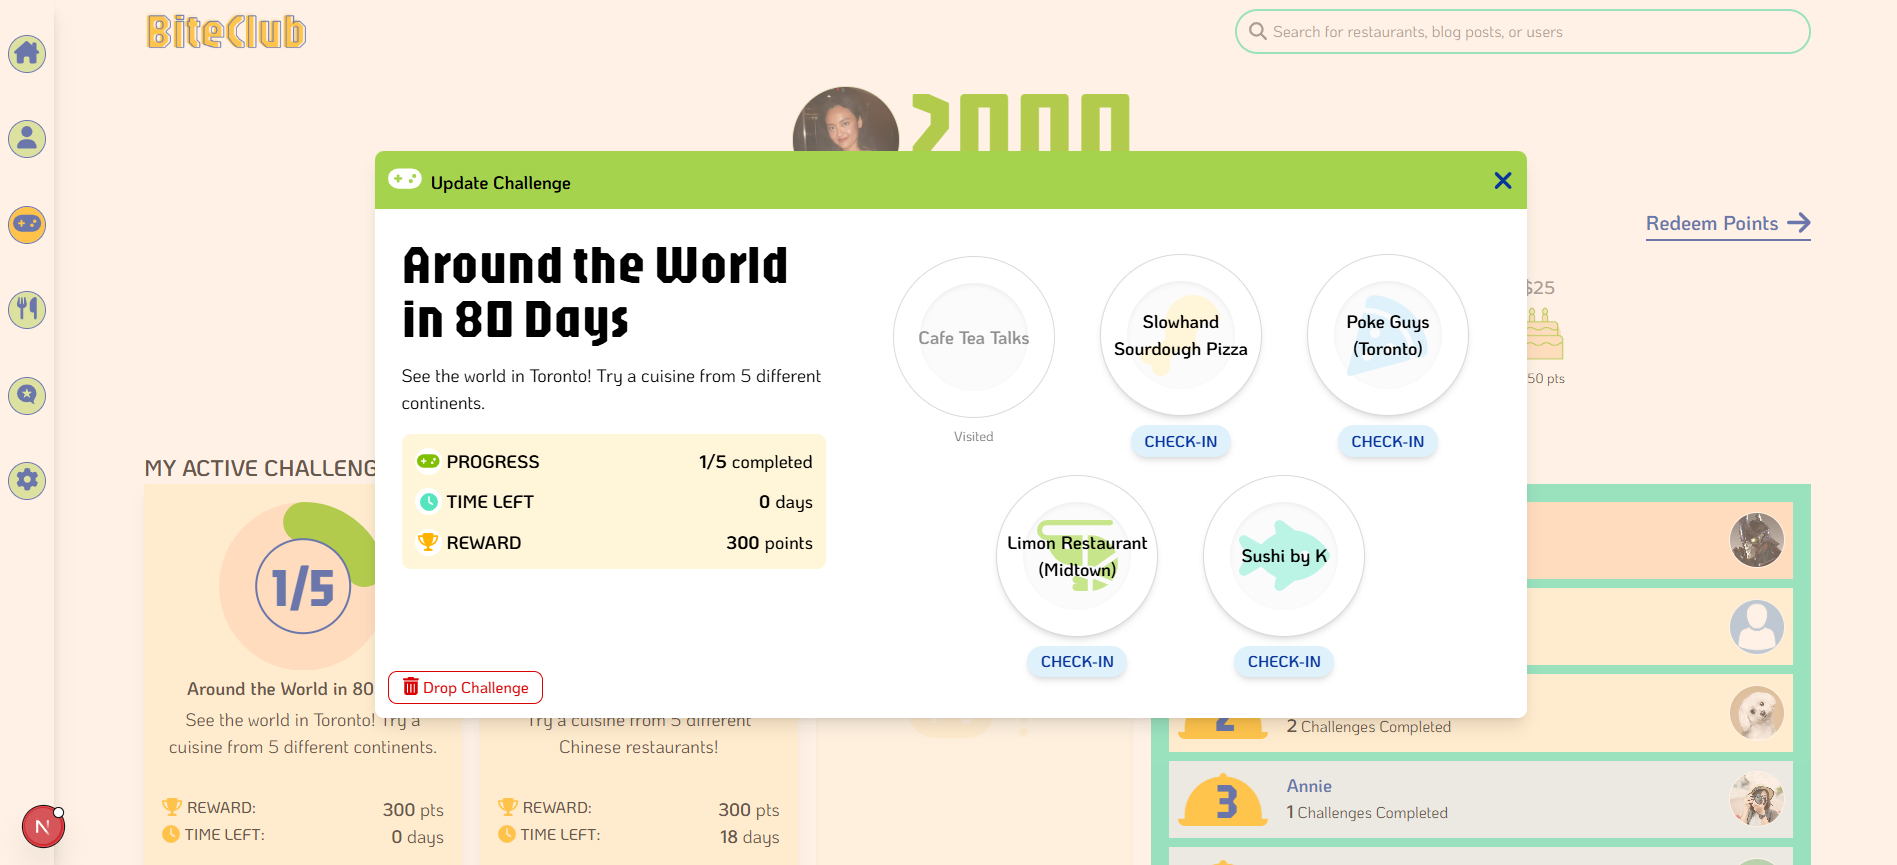 BiteClub
Search for restaurants, blog posts, or users
2000
Redeem Points
$25
50 pts
Update Challenge
Around the World
in 80 Days
See the world in Toronto! Try a cuisine from 5 different
continents.
PROGRESS 1/5 completed
TIME LEFT 0 days
REWARD 300 points
Drop Challenge
Cafe Tea Talks
Visited
Slowhand
Sourdough Pizza
CHECK-IN
Poke Guys
(Toronto)
CHECK-IN
Limon Restaurant
(Midtown)
CHECK-IN
Sushi by K
CHECK-IN
MY ACTIVE CHALLENG
1/5
Around the World in 80
See the world in Toronto! Try a
cuisine from 5 different continents.
REWARD: 300 pts
TIME LEFT: 0 days
Try a cuisine from 5 different
Chinese restaurants!
REWARD: 300 pts
TIME LEFT: 18 days
2
2 Challenges Completed
3
Annie
1 Challenges Completed
N